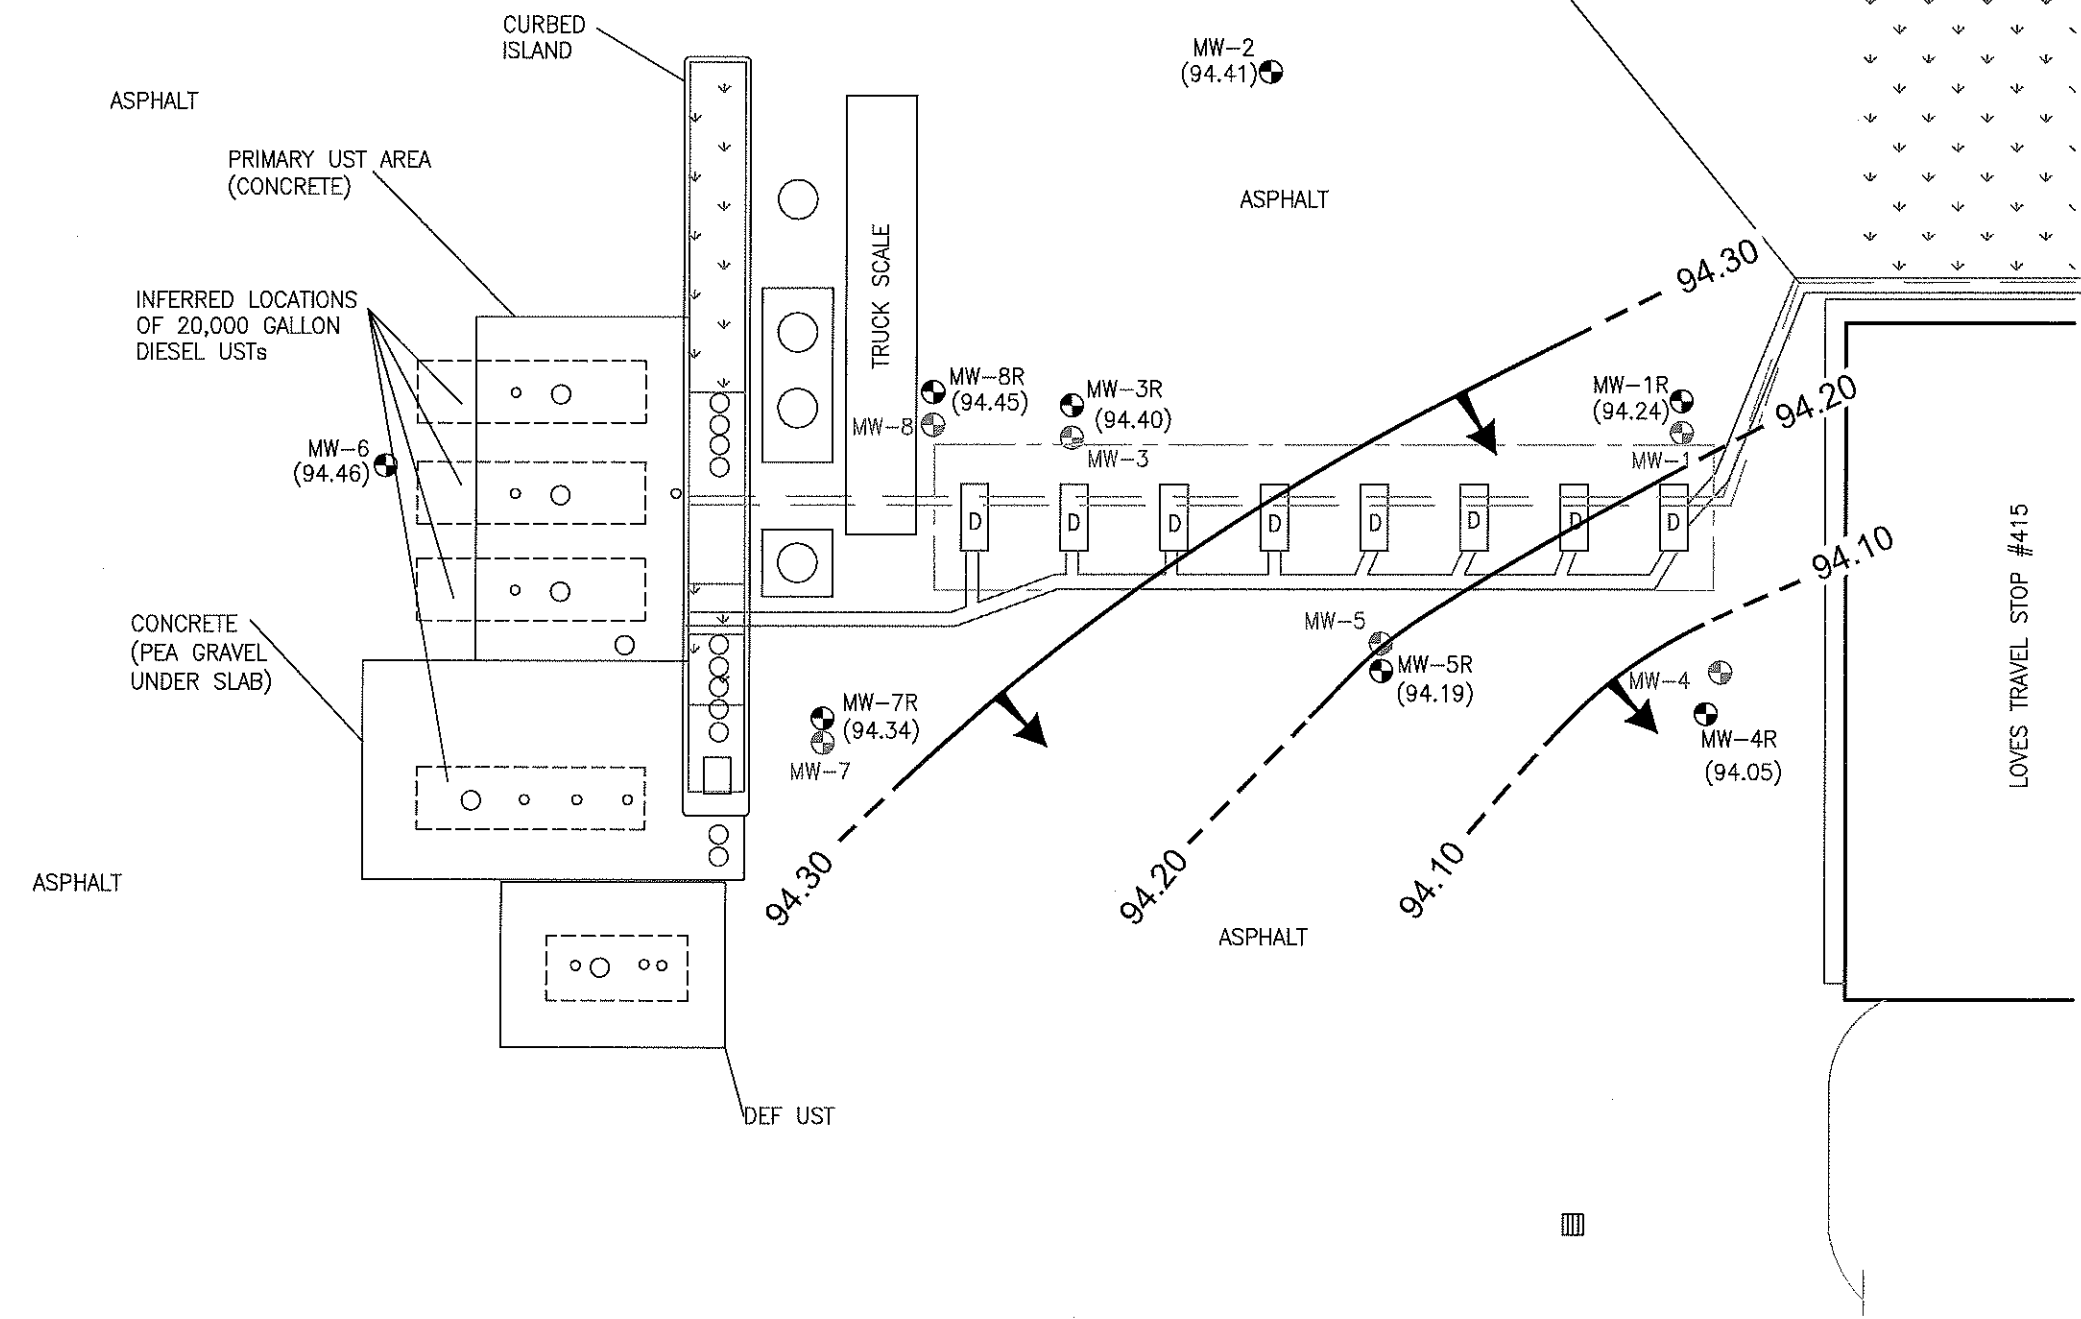 CURBED
ISLAND
MW-2
(94.41)
ASPHALT
PRIMARY UST AREA
(CONCRETE)
ASPHALT
TRUCK SCALE
94.30
INFERRED LOCATIONS
OF 20,000 GALLON
DIESEL USTs
MW-8R
(94.45)
MW-8
MW-3R
(94.40)
MW-3
MW-1R
(94.24)
MW-1
94.20
MW-6
(94.46)
D
D
D
D
D
D
D
D
LOVES TRAVEL STOP #415
94.10
CONCRETE
(PEA GRAVEL
UNDER SLAB)
MW-5
MW-5R
(94.19)
MW-4
MW-4R
(94.05)
MW-7R
(94.34)
MW-7
94.30
94.20
94.10
ASPHALT
ASPHALT
DEF UST